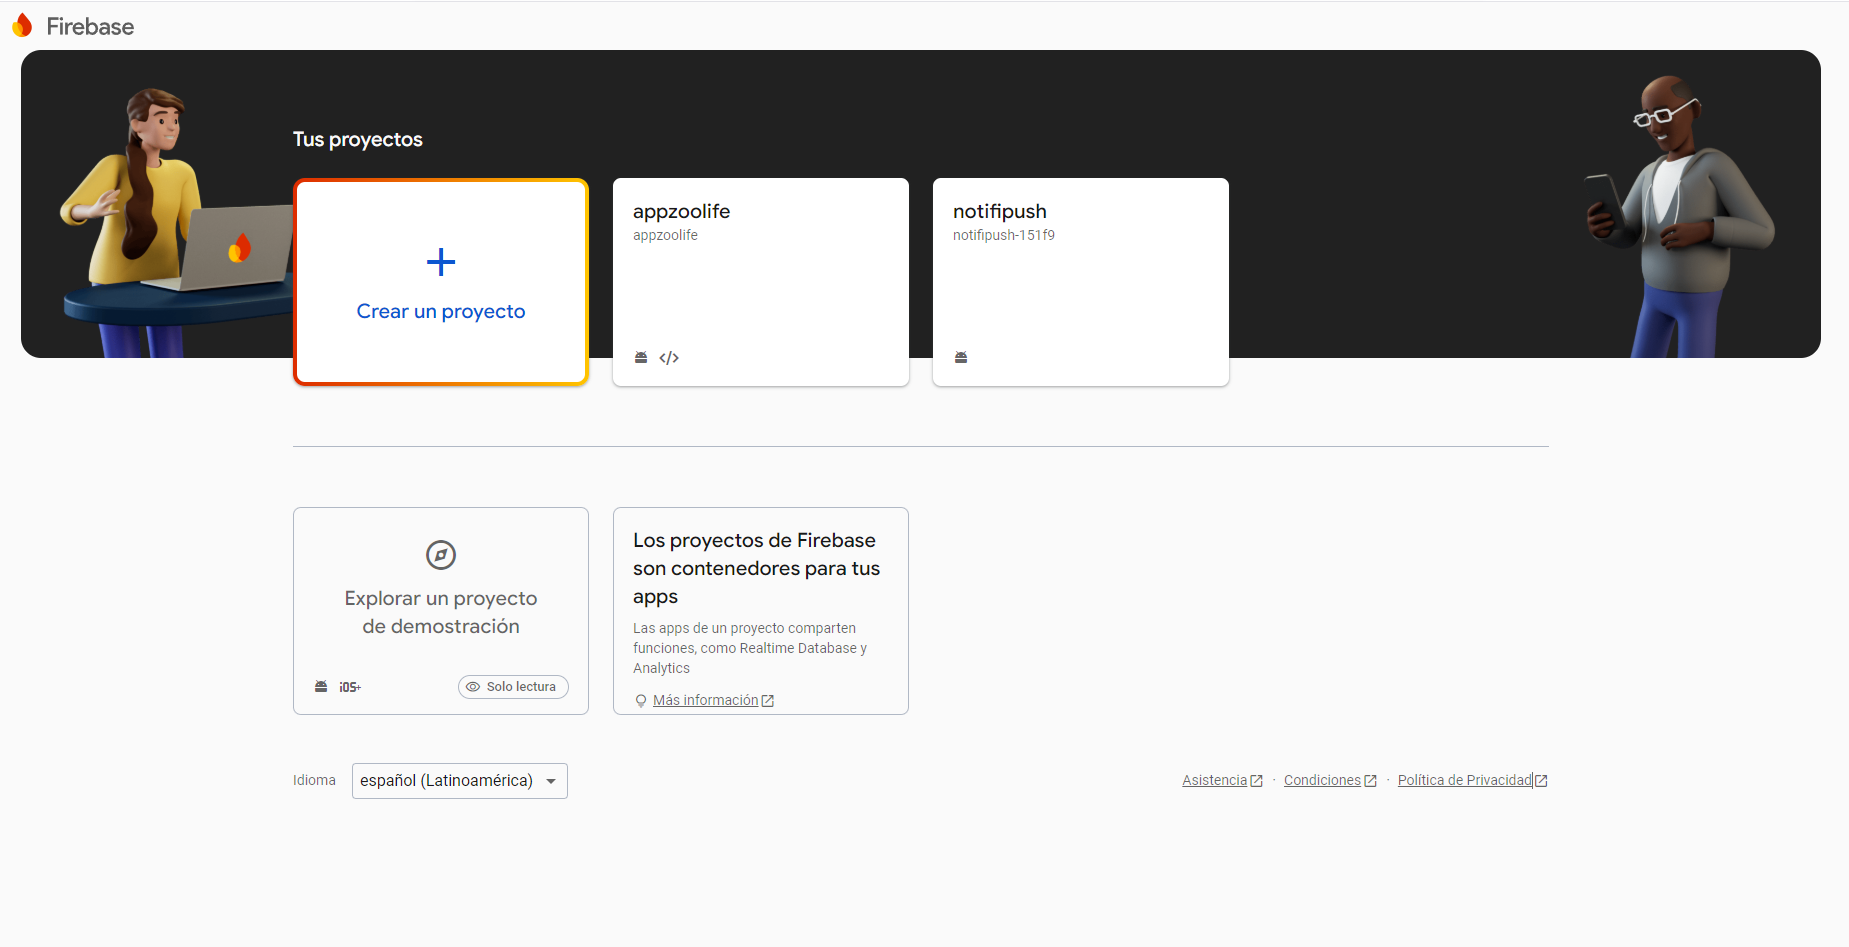 Firebase
Tus proyectos
Crear un proyecto
appzoolife
appzoolife
notifipush
notifipush-151f9
</>
Explorar un proyecto
de demostración
iOS+
Solo lectura
Los proyectos de Firebase
son contenedores para tus
apps
Las apps de un proyecto comparten
funciones, como Realtime Database y
Analytics
Más información
Idioma
español (Latinoamérica)
Asistencia · Condiciones · Política de Privacidad